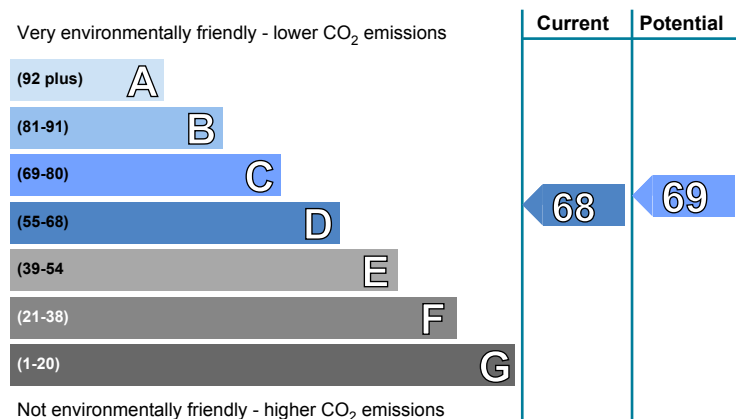 Current Potential
Very environmentally friendly - lower CO₂ emissions
(92 plus) A
(81-91) B
(69-80) C
(55-68) D
68 69
(39-54 E
(21-38) F
(1-20) G
Not environmentally friendly - higher CO₂ emissions